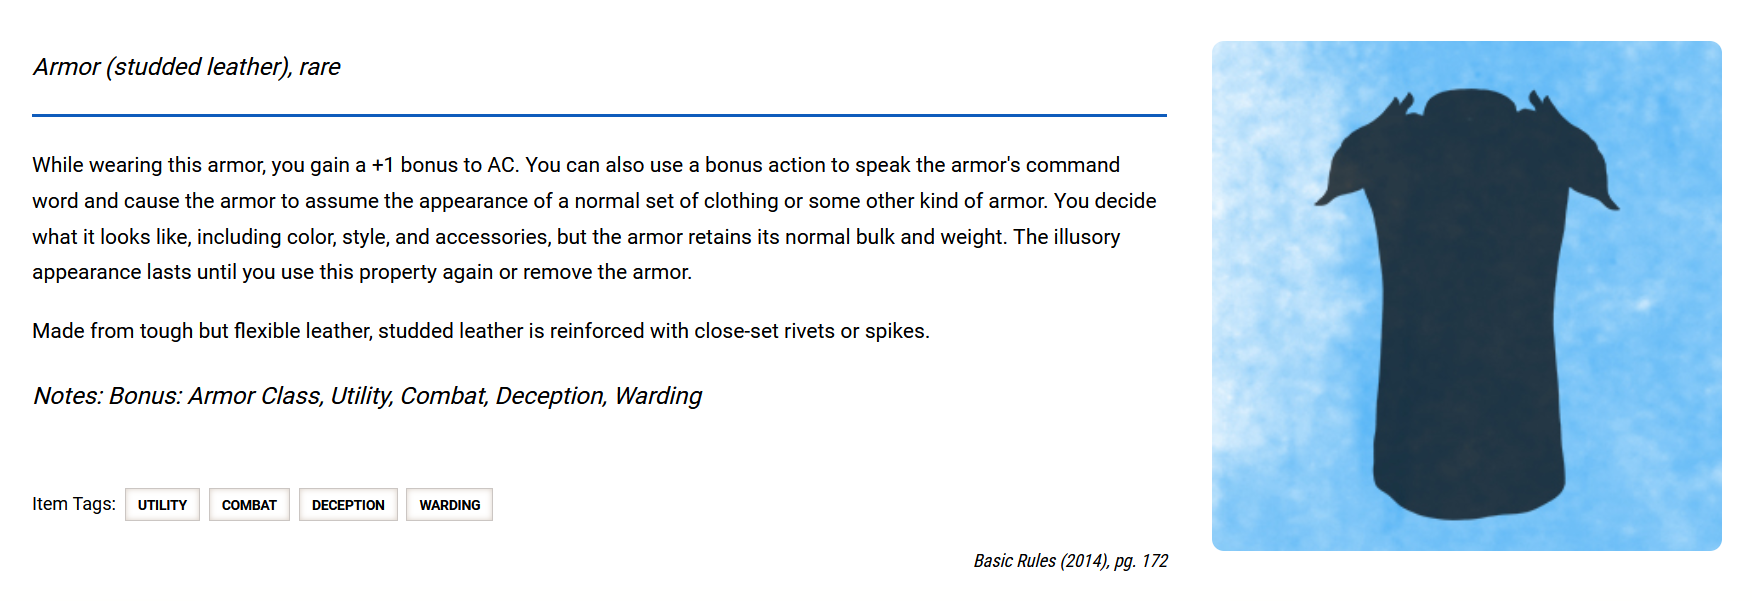 Armor (studded leather), rare
While wearing this armor, you gain a +1 bonus to AC. You can also use a bonus action to speak the armor's command
word and cause the armor to assume the appearance of a normal set of clothing or some other kind of armor. You decide
what it looks like, including color, style, and accessories, but the armor retains its normal bulk and weight. The illusory
appearance lasts until you use this property again or remove the armor.
Made from tough but flexible leather, studded leather is reinforced with close-set rivets or spikes.
Notes: Bonus: Armor Class, Utility, Combat, Deception, Warding
Item Tags: UTILITY COMBAT DECEPTION WARDING
Basic Rules (2014), pg. 172